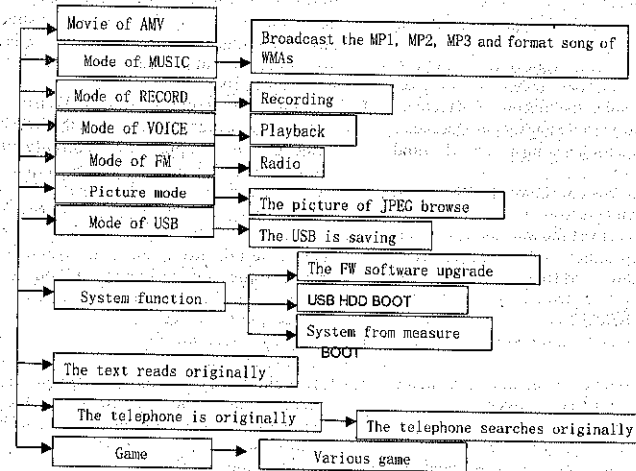 Movie of AMV
Mode of MUSIC
Broadcast the MP1, MP2, MP3 and format song of
WMAs
Mode of RECORD
Recording
Mode of VOICE
Playback
Mode of FM
Radio
Picture mode
The picture of JPEG browse
Mode of USB
The USB is saving
System function
The FW software upgrade
USB HDD BOOT
System from measure
BOOT
The text reads originally
The telephone is originally
The telephone searches originally
Game
Various game